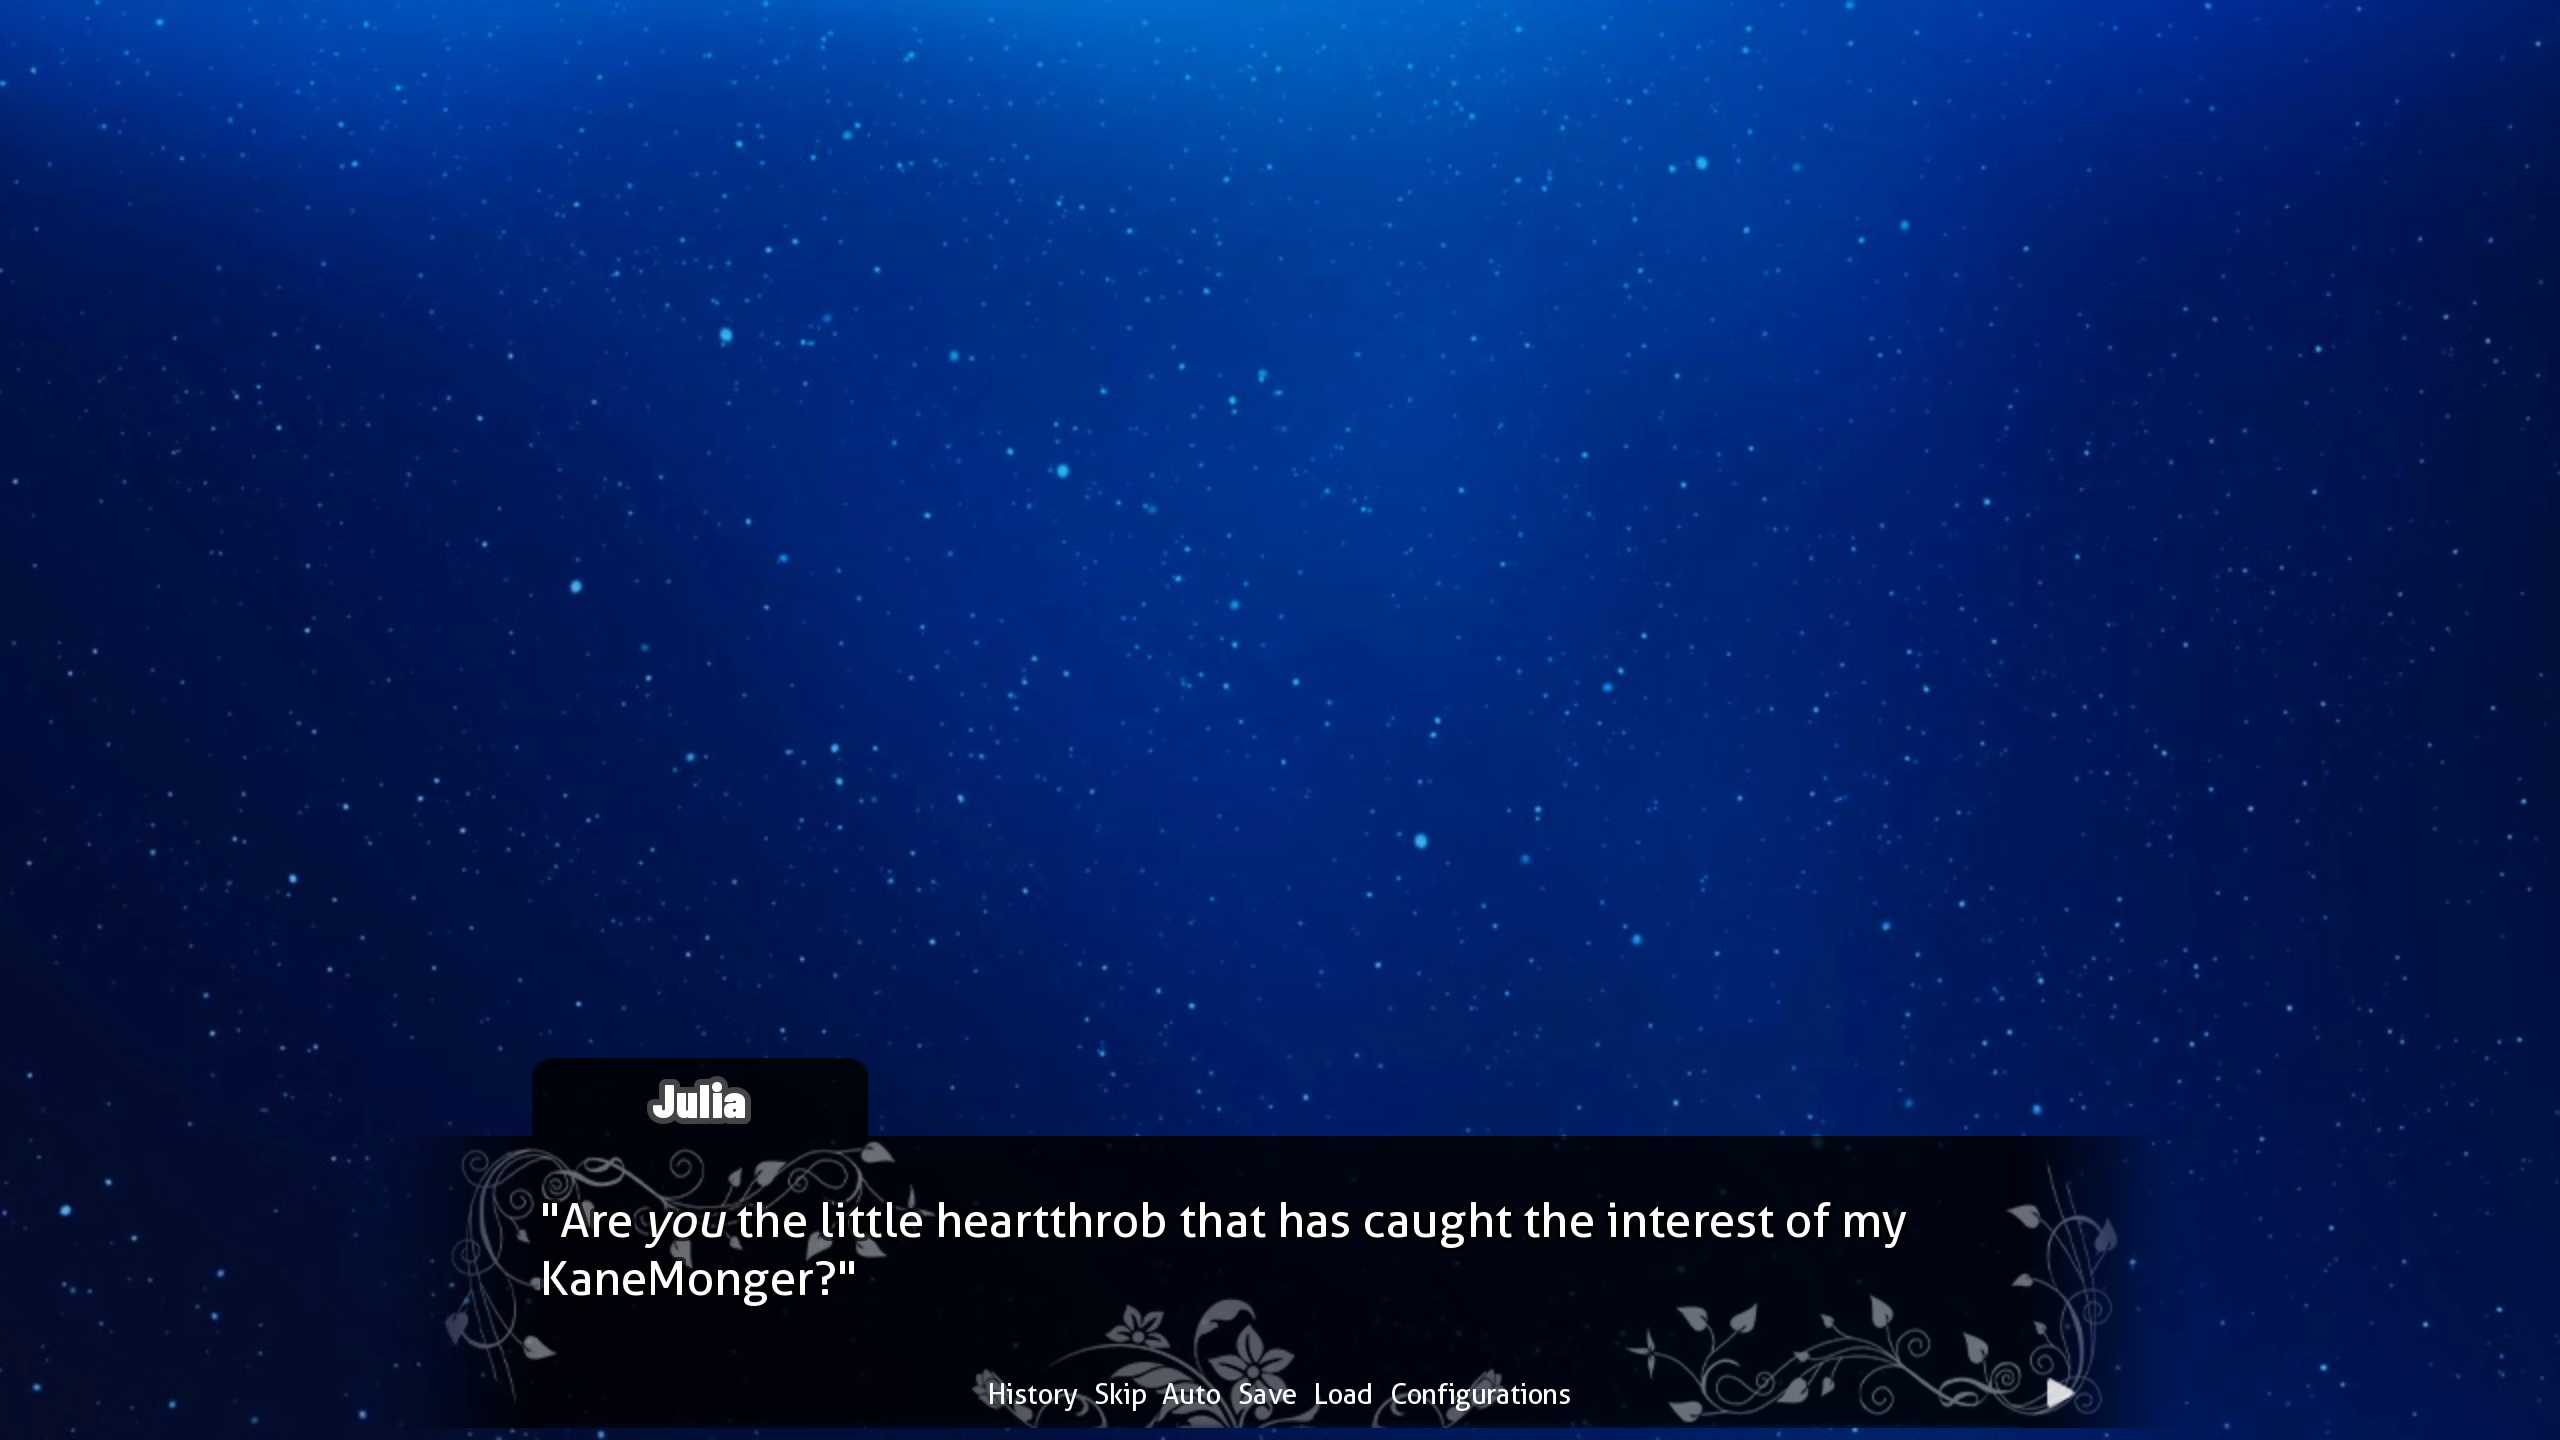 Julia
"Are you the little heartthrob that has caught the interest of my
KaneMonger?"
History Skip Auto Save Load Configurations